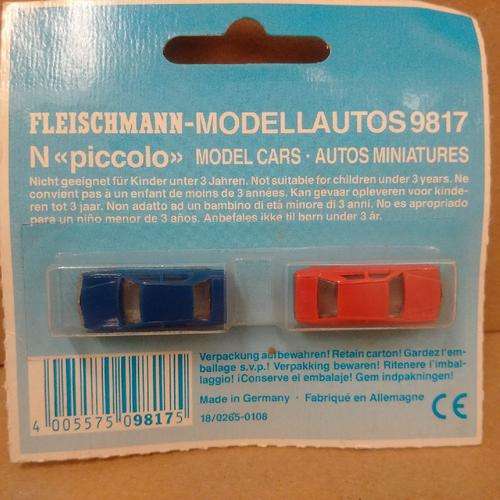 FLEISCHMANN-MODELLAUTOS 9817
N «piccolo» MODEL CARS · AUTOS MINIATURES
Nicht geeignet für Kinder unter 3 Jahren. Not suitable for children under 3 years. Ne
convient pas à un enfant de moins de 3 années. Kan gevaar opleveren voor kinde-
ren tot 3 jaar. Non adatto ad un bambino di età minore di 3 anni. No es apropiado
para un niño menor de 3 años. Anbefales ikke til børn under 3 år.
Verpackung aufbewahren! Retain carton! Gardez l'em-
ballage s.v.p.! Verpakking bewaren! Ritenere l'imbal-
laggio! ¡Conserve el embalaje! Gem indpakningen!
Made in Germany · Fabriqué en Allemagne
CE
18/0265-0108
4 005575 098175